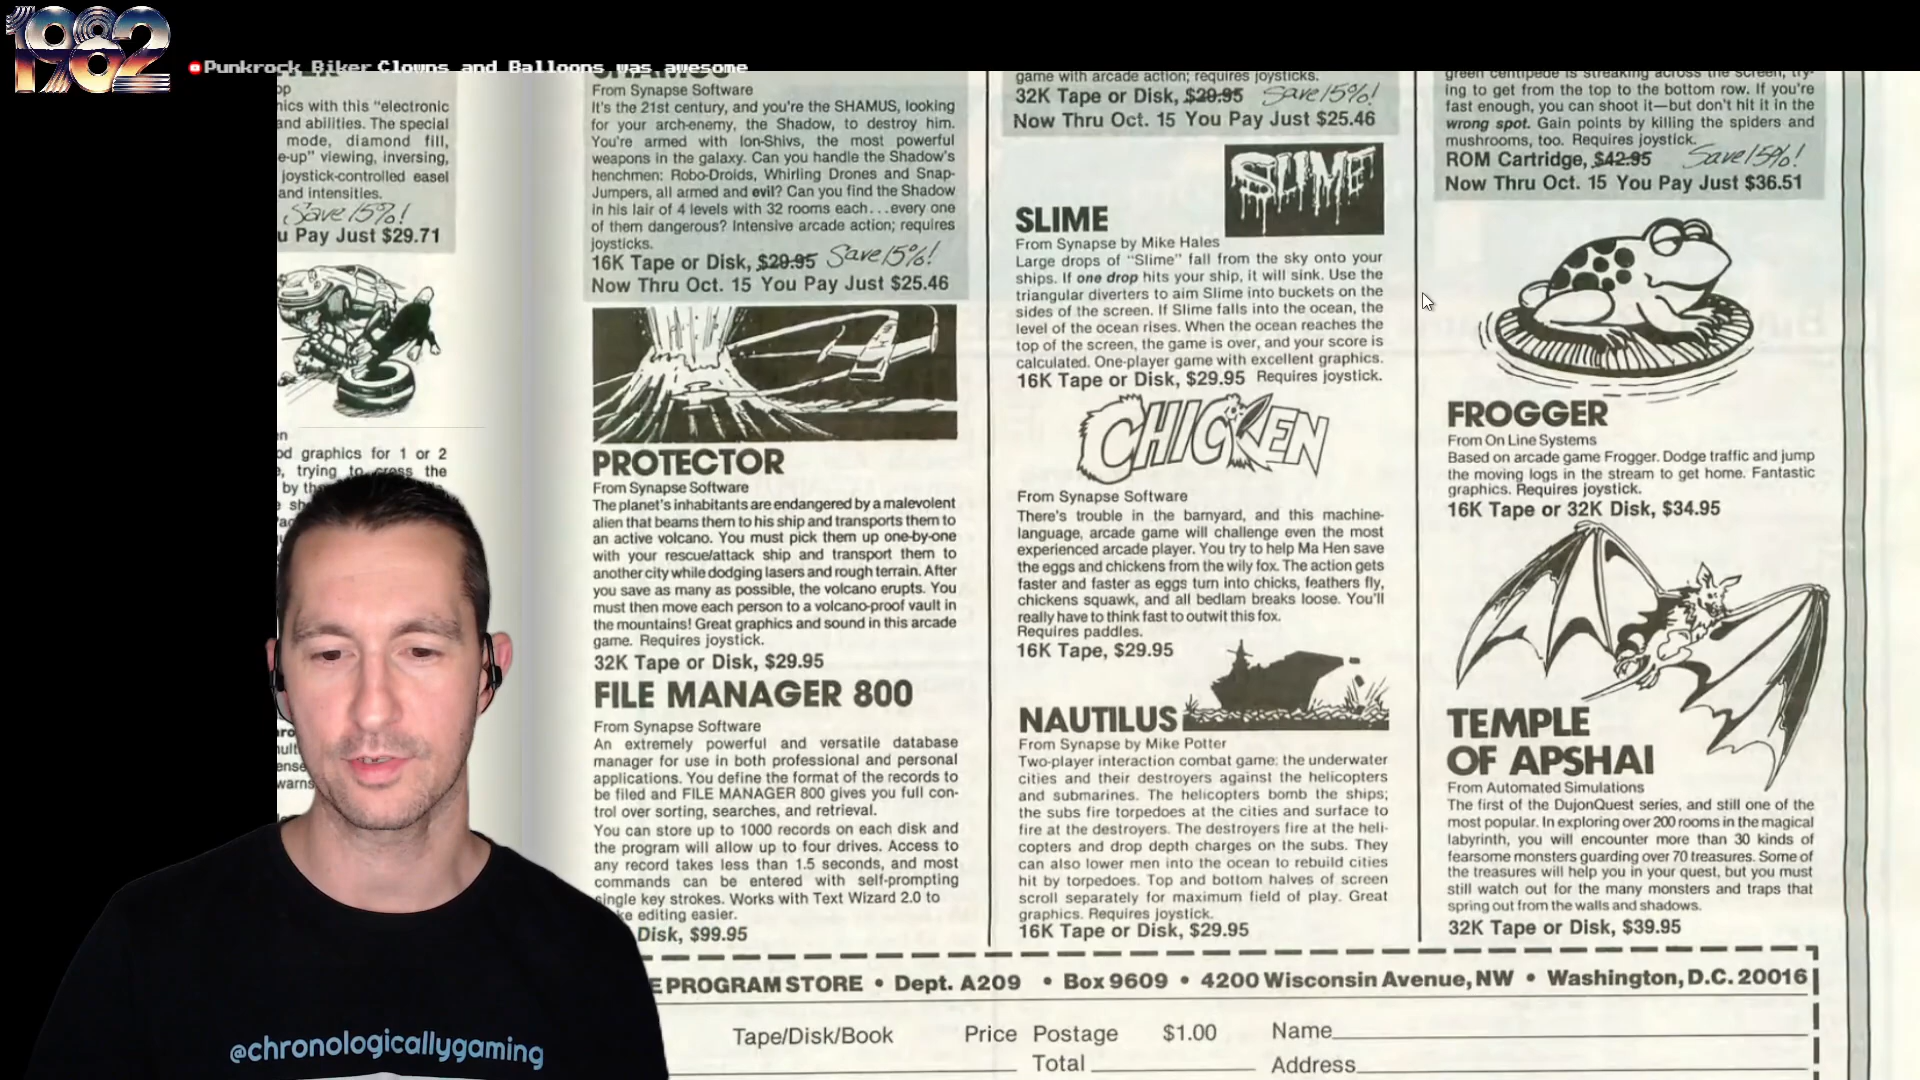 1982
Punkrock Biker Clowns and Balloons was awesome
op
nics with this "electronic
and abilities. The special
mode, diamond fill,
e-up" viewing, inversing,
joystick-controlled easel
and intensities.
Save 15%!
u Pay Just $29.71
en
od graphics for 1 or 2
trying to cross the
by
SHAMUS
From Synapse Software
It's the 21st century, and you're the SHAMUS, looking
for your arch-enemy, the Shadow, to destroy him.
You're armed with Ion-Shivs, the most powerful
weapons in the galaxy. Can you handle the Shadow's
henchmen: Robo-Droids, Whirling Drones and Snap-
Jumpers, all armed and evil? Can you find the Shadow
in his lair of 4 levels with 32 rooms each...every one
of them dangerous? Intensive arcade action; requires
joysticks.
16K Tape or Disk, $29.95 Save 15%!
Now Thru Oct. 15 You Pay Just $25.46
PROTECTOR
From Synapse Software
The planet's inhabitants are endangered by a malevolent
alien that beams them to his ship and transports them to
an active volcano. You must pick them up one-by-one
with your rescue/attack ship and transport them to
another city while dodging lasers and rough terrain. After
you save as many as possible, the volcano erupts. You
must then move each person to a volcano-proof vault in
the mountains! Great graphics and sound in this arcade
game. Requires joystick.
32K Tape or Disk, $29.95
FILE MANAGER 800
From Synapse Software
An extremely powerful and versatile database
manager for use in both professional and personal
applications. You define the format of the records to
be filed and FILE MANAGER 800 gives you full con-
trol over sorting, searches, and retrieval.
You can store up to 1000 records on each disk and
the program will allow up to four drives. Access to
any record takes less than 1.5 seconds, and most
commands can be entered with self-prompting
single key strokes. Works with Text Wizard 2.0 to
ke editing easier.
Disk, $99.95
game with arcade action; requires joysticks.
32K Tape or Disk, $29.95 Save 15%!
Now Thru Oct. 15 You Pay Just $25.46
SLIME
SLIME
From Synapse by Mike Hales
Large drops of "Slime" fall from the sky onto your
ships. If one drop hits your ship, it will sink. Use the
triangular diverters to aim Slime into buckets on the
sides of the screen. If Slime falls into the ocean, the
level of the ocean rises. When the ocean reaches the
top of the screen, the game is over, and your score is
calculated. One-player game with excellent graphics.
16K Tape or Disk, $29.95 Requires joystick.
CHICKEN
From Synapse Software
There's trouble in the barnyard, and this machine-
language, arcade game will challenge even the most
experienced arcade player. You try to help Ma Hen save
the eggs and chickens from the wily fox. The action gets
faster and faster as eggs turn into chicks, feathers fly,
chickens squawk, and all bedlam breaks loose. You'll
really have to think fast to outwit this fox.
Requires paddles.
16K Tape, $29.95
NAUTILUS
From Synapse by Mike Potter
Two-player interaction combat game: the underwater
cities and their destroyers against the helicopters
and submarines. The helicopters bomb the ships;
the subs fire torpedoes at the cities and surface to
fire at the destroyers. The destroyers fire at the heli-
copters and drop depth charges on the subs. They
can also lower men into the ocean to rebuild cities
hit by torpedoes. Top and bottom halves of screen
scroll separately for maximum field of play. Great
graphics. Requires joystick.
16K Tape or Disk, $29.95
green centipede is streaking across the screen, try-
ing to get from the top to the bottom row. If you're
fast enough, you can shoot it—but don't hit it in the
wrong spot. Gain points by killing the spiders and
mushrooms, too. Requires joystick.
ROM Cartridge, $42.95 Save 15%!
Now Thru Oct. 15 You Pay Just $36.51
FROGGER
From On Line Systems
Based on arcade game Frogger. Dodge traffic and jump
the moving logs in the stream to get home. Fantastic
graphics. Requires joystick.
16K Tape or 32K Disk, $34.95
TEMPLE
OF APSHAI
From Automated Simulations
The first of the DujonQuest series, and still one of the
most popular. In exploring over 200 rooms in the magical
labyrinth, you will encounter more than 30 kinds of
fearsome monsters guarding over 70 treasures. Some of
the treasures will help you in your quest, but you must
still watch out for the many monsters and traps that
spring out from the walls and shadows.
32K Tape or Disk, $39.95
E PROGRAM STORE • Dept. A209 • Box 9609 • 4200 Wisconsin Avenue, NW • Washington, D.C. 20016
Tape/Disk/Book Price Postage $1.00 Name
Total Address
@chronologicallygaming